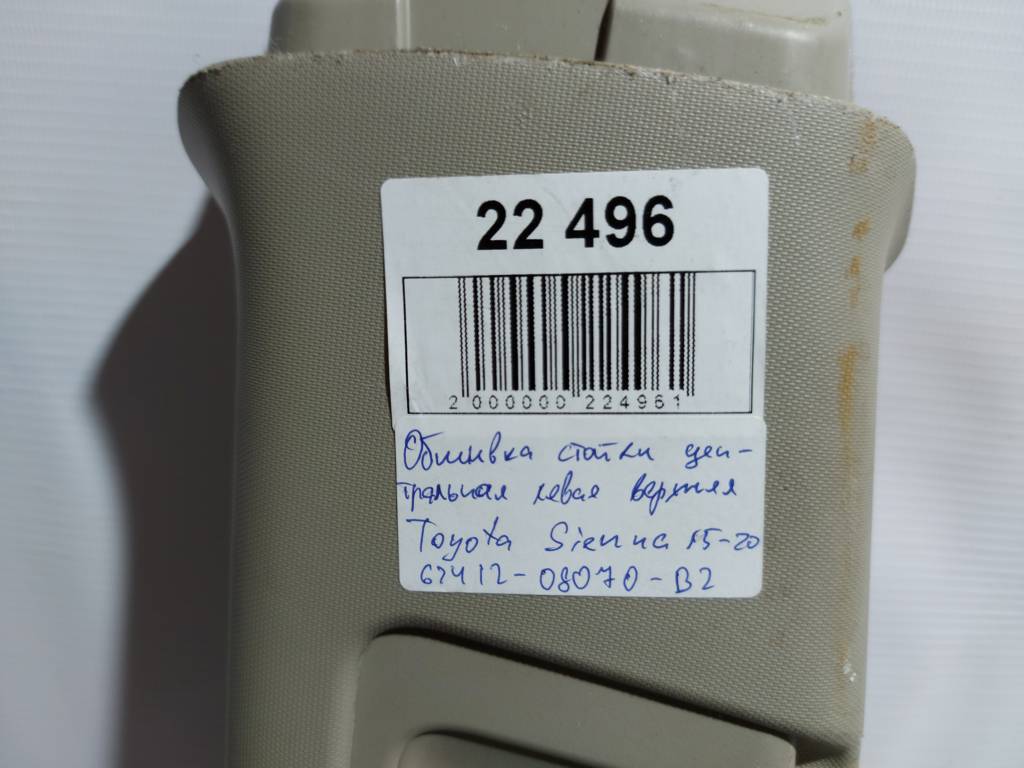 22 496
2 000000 224961
Обшивка стойки цен-
тральная левая верхняя
Toyota Sienna 15-20
62412-08070-B2